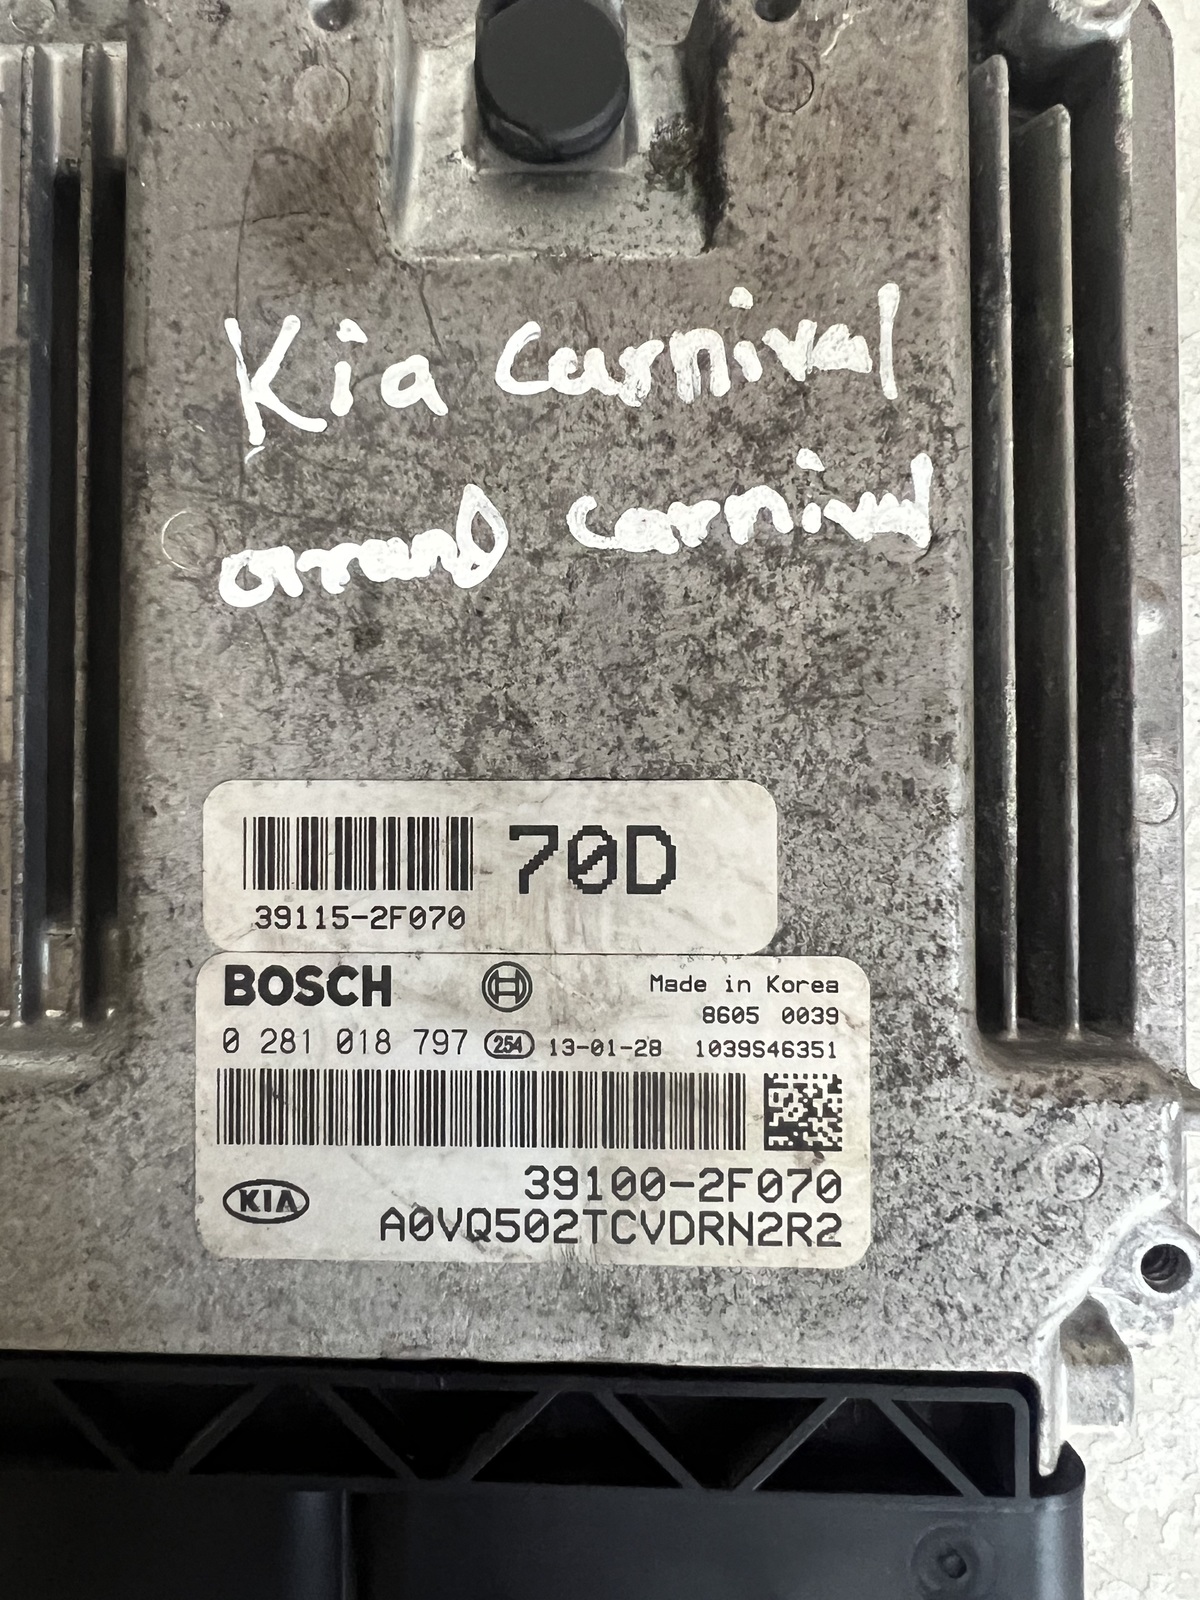 Kia Carnival
Grand carnival
70D
39115-2F070
BOSCH
Made in Korea
8605 0039
0 281 018 797 254 13-01-28 1039S46351
39100-2F070
KIA
A0VQ502TCVDRN2R2